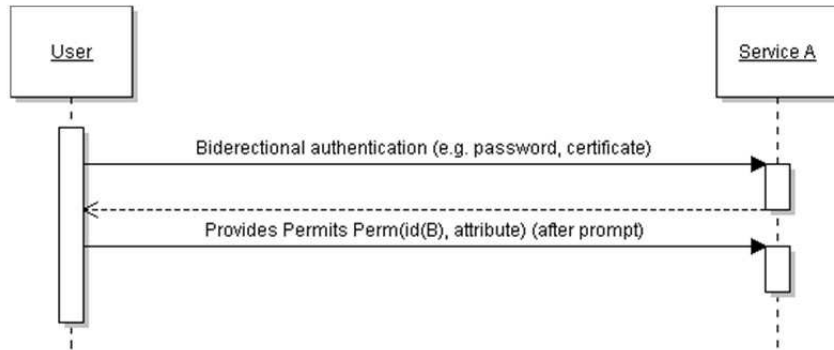 User
Service A
Biderectional authentication (e.g. password, certificate)
Provides Permits Perm(id(B), attribute) (after prompt)